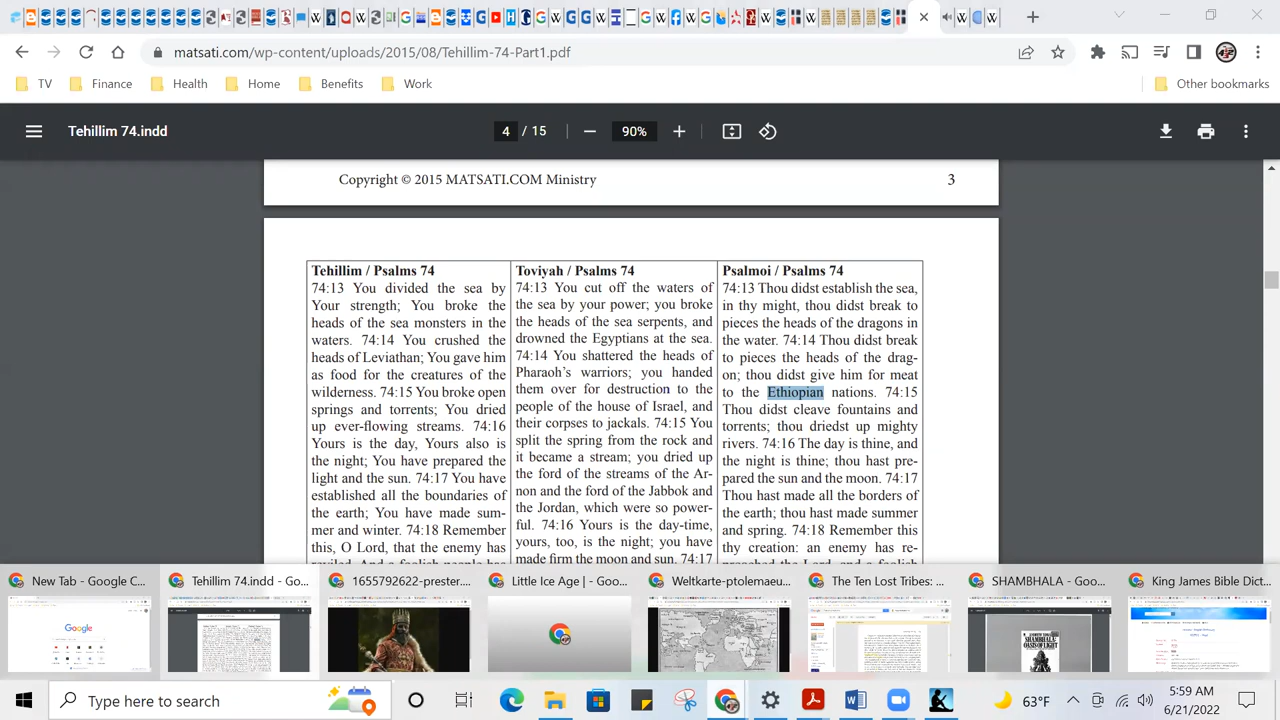 matsati.com/wp-content/uploads/2015/08/Tehillim-74-Part1.pdf
TV
Finance
Health
Home
Benefits
Work
Other bookmarks
Tehillim 74.indd
4 / 15
90%
Copyright © 2015 MATSATI.COM Ministry
3
Tehillim / Psalms 74
74:13 You divided the sea by
Your strength; You broke the
heads of the sea monsters in the
waters. 74:14 You crushed the
heads of Leviathan; You gave him
as food for the creatures of the
wilderness. 74:15 You broke open
springs and torrents; You dried
up ever-flowing streams. 74:16
Yours is the day, Yours also is
the night; You have prepared the
light and the sun. 74:17 You have
established all the boundaries of
the earth; You have made sum-
mer and winter. 74:18 Remember
this, O Lord, that the enemy has
Toviyah / Psalms 74
74:13 You cut off the waters of
the sea by your power; you broke
the heads of the sea serpents, and
drowned the Egyptians at the sea.
74:14 You shattered the heads of
Pharaoh's warriors; you handed
them over for destruction to the
people of the house of Israel, and
their corpses to jackals. 74:15 You
split the spring from the rock and
it became a stream; you dried up
the ford of the streams of the Ar-
non and the ford of the Jabbok and
the Jordan, which were so power-
ful. 74:16 Yours is the day-time,
yours, too, is the night; you have
made firm the moon and sun. 74:17
Psalmoi / Psalms 74
74:13 Thou didst establish the sea,
in thy might, thou didst break to
pieces the heads of the dragons in
the water. 74:14 Thou didst break
to pieces the heads of the drag-
on; thou didst give him for meat
to the Ethiopian nations. 74:15
Thou didst cleave fountains and
torrents; thou driedst up mighty
rivers. 74:16 The day is thine, and
the night is thine; thou hast pre-
pared the sun and the moon. 74:17
Thou hast made all the borders of
the earth; thou hast made summer
and spring. 74:18 Remember this
thy creation: an enemy has re-
New Tab - Google C...
Tehillim 74.indd - Go...
1655792622-prester....
Little Ice Age | - Goo...
Weltkarte-ptolemaeu...
The Ten Lost Tribes: ...
SHAMBHALA - Goo...
King James Bible Dict...
Google
SHAMBHALA:
Type here to search
63°F
5:59 AM
6/21/2022